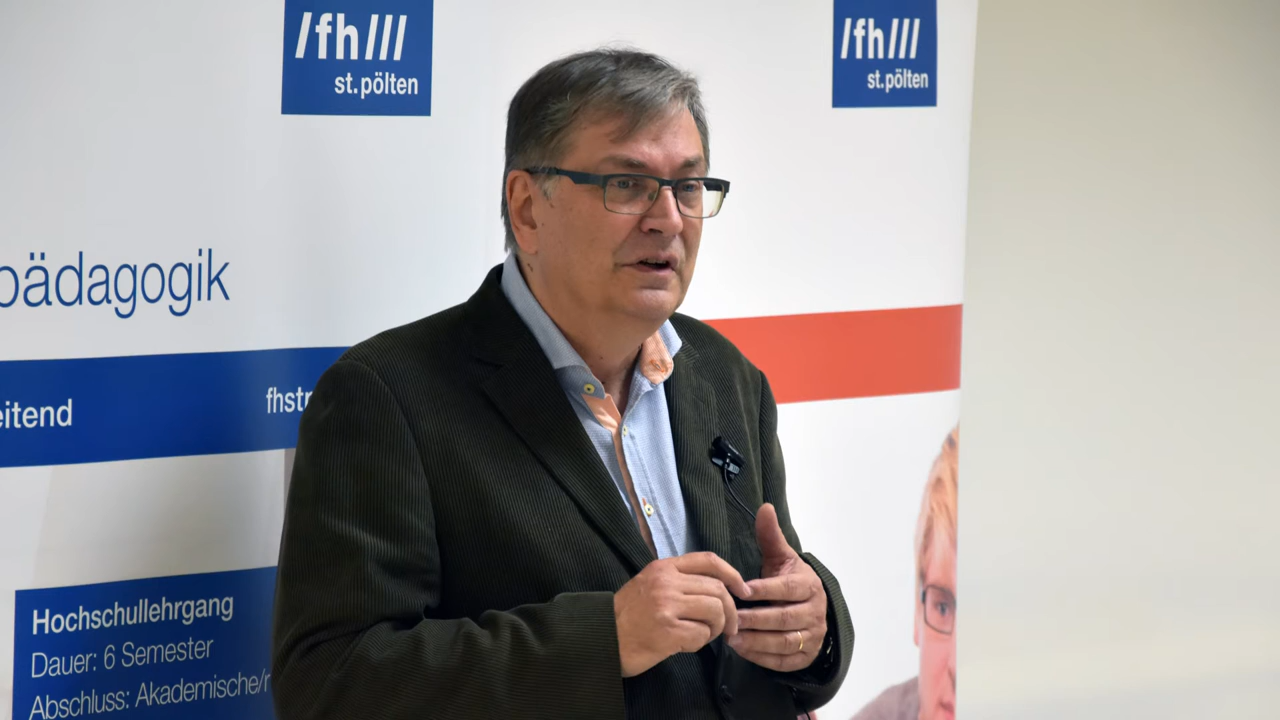 /fh///
st.pölten
/fh///
st.pölten
pädagogik
eitend
fhstr
Hochschullehrgang
Dauer: 6 Semester
Abschluss: Akademische/r